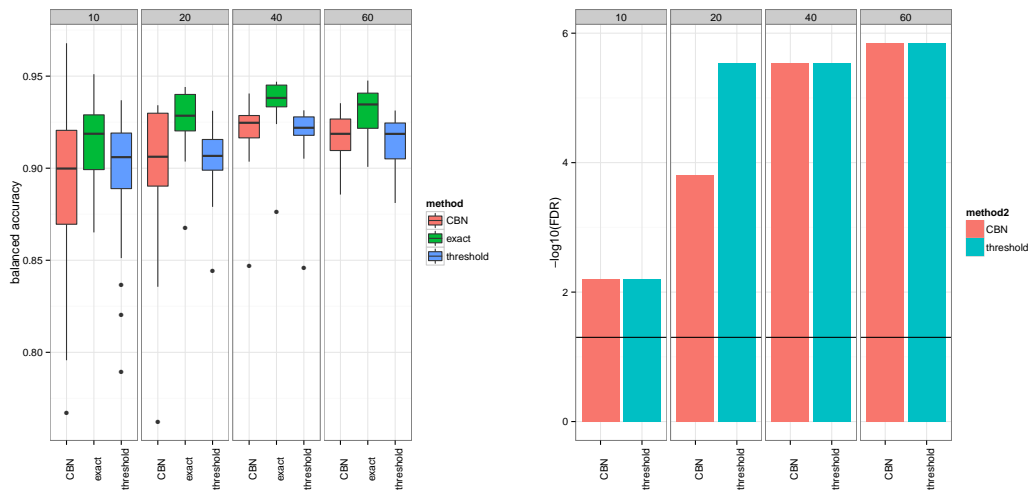 10 20 40 60
0.95
0.90
0.85
0.80
balanced accuracy
CBN exact threshold CBN exact threshold CBN exact threshold CBN exact threshold
method
CBN
exact
threshold
10 20 40 60
6
4
2
0
−log10(FDR)
CBN threshold CBN threshold CBN threshold CBN threshold
method2
CBN
threshold